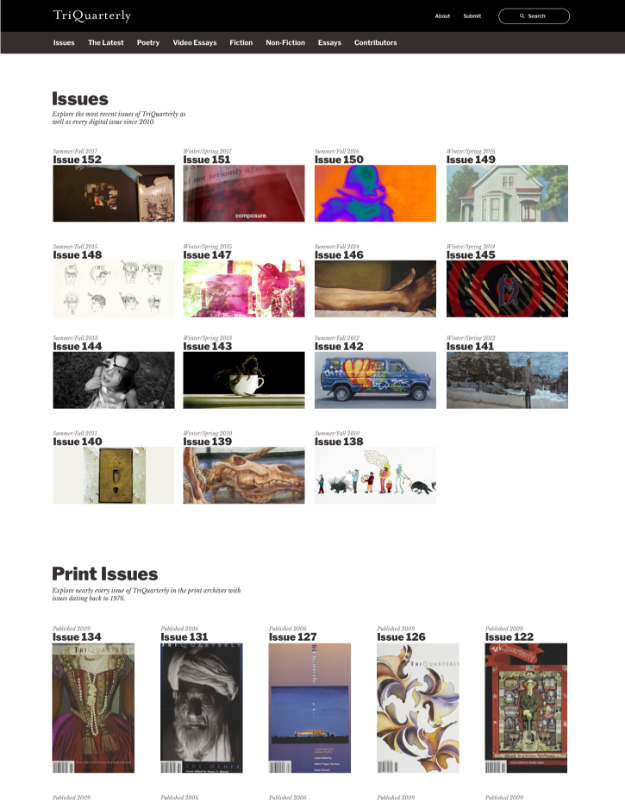 TriQuarterly
About
Submit
Search
Issues
The Latest
Poetry
Video Essays
Fiction
Non-Fiction
Essays
Contributors
Issues
Explore the most recent issues of TriQuarterly as
well as every digital issue since 2010.
Summer/Fall 2017
Issue 152
Winter/Spring 2017
Issue 151
Summer/Fall 2016
Issue 150
Winter/Spring 2016
Issue 149
not seriously
composure.
Summer/Fall 2015
Issue 148
Winter/Spring 2015
Issue 147
Summer/Fall 2014
Issue 146
Winter/Spring 2014
Issue 145
Summer/Fall 2013
Issue 144
Winter/Spring 2013
Issue 143
Summer/Fall 2012
Issue 142
Winter/Spring 2012
Issue 141
Summer/Fall 2011
Issue 140
Winter/Spring 2010
Issue 139
Summer/Fall 2010
Issue 138
Print Issues
Explore nearly every issue of TriQuarterly in the print archives with
issues dating back to 1976.
Published 2009
Issue 134
Published 2006
Issue 131
Published 2006
Issue 127
Published 2009
Issue 126
Published 2009
Issue 122
TRIQUARTERLY
TRIQUARTERLY
TRIQUARTERLY
TriQuarterly
THE OTHER
Published 2009
Published 2006
Published 2006
Published 2009
Published 2009